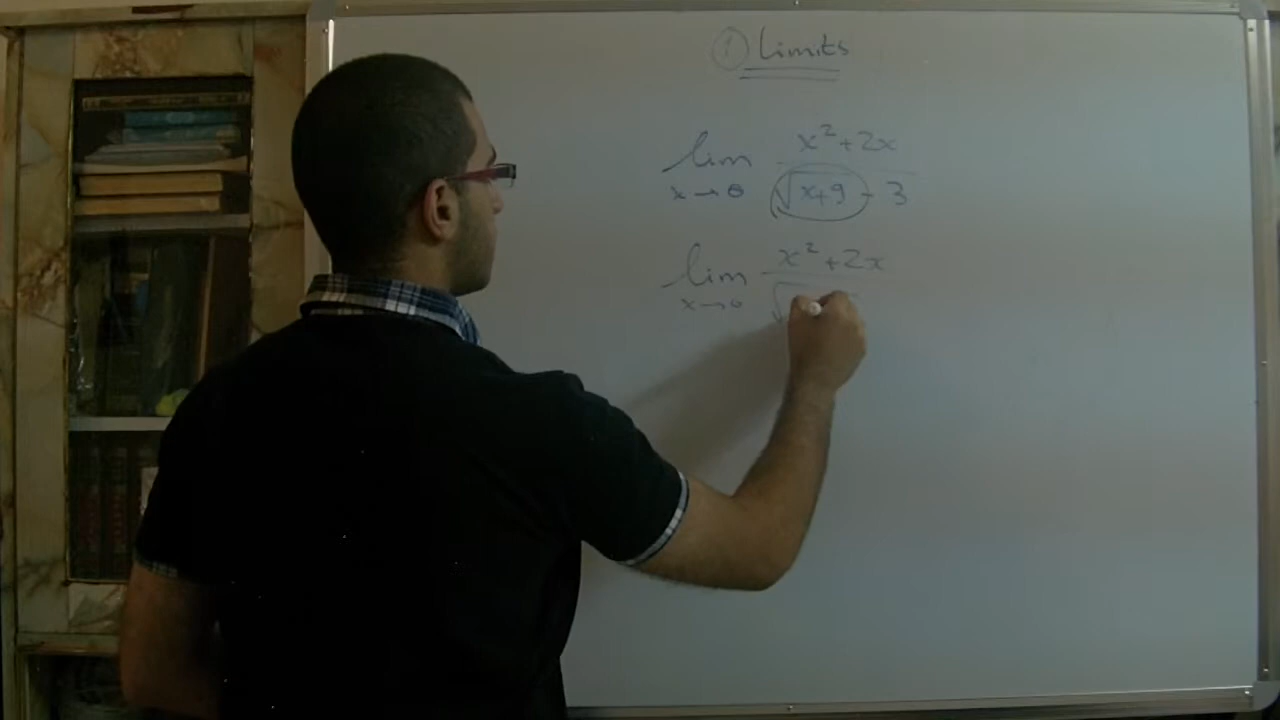 ① Limits
lim x→0 (x²+2x)/(√(x+9) - 3)
lim x→0 (x²+2x)/√